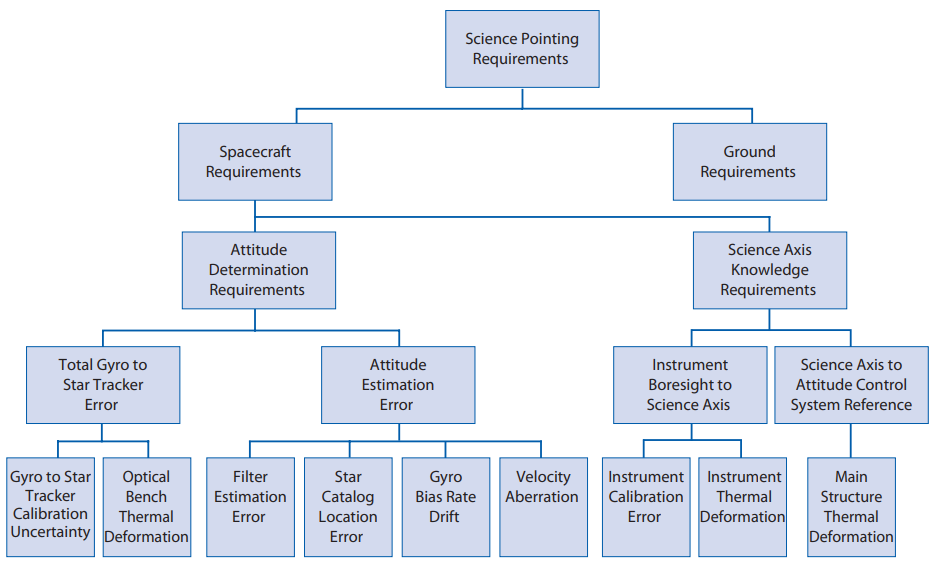 Science Pointing
Requirements
Spacecraft
Requirements
Ground
Requirements
Attitude
Determination
Requirements
Science Axis
Knowledge
Requirements
Total Gyro to
Star Tracker
Error
Attitude
Estimation
Error
Instrument
Boresight to
Science Axis
Science Axis to
Attitude Control
System Reference
Gyro to Star
Tracker
Calibration
Uncertainty
Optical
Bench
Thermal
Deformation
Filter
Estimation
Error
Star
Catalog
Location
Error
Gyro
Bias Rate
Drift
Velocity
Aberration
Instrument
Calibration
Error
Instrument
Thermal
Deformation
Main
Structure
Thermal
Deformation